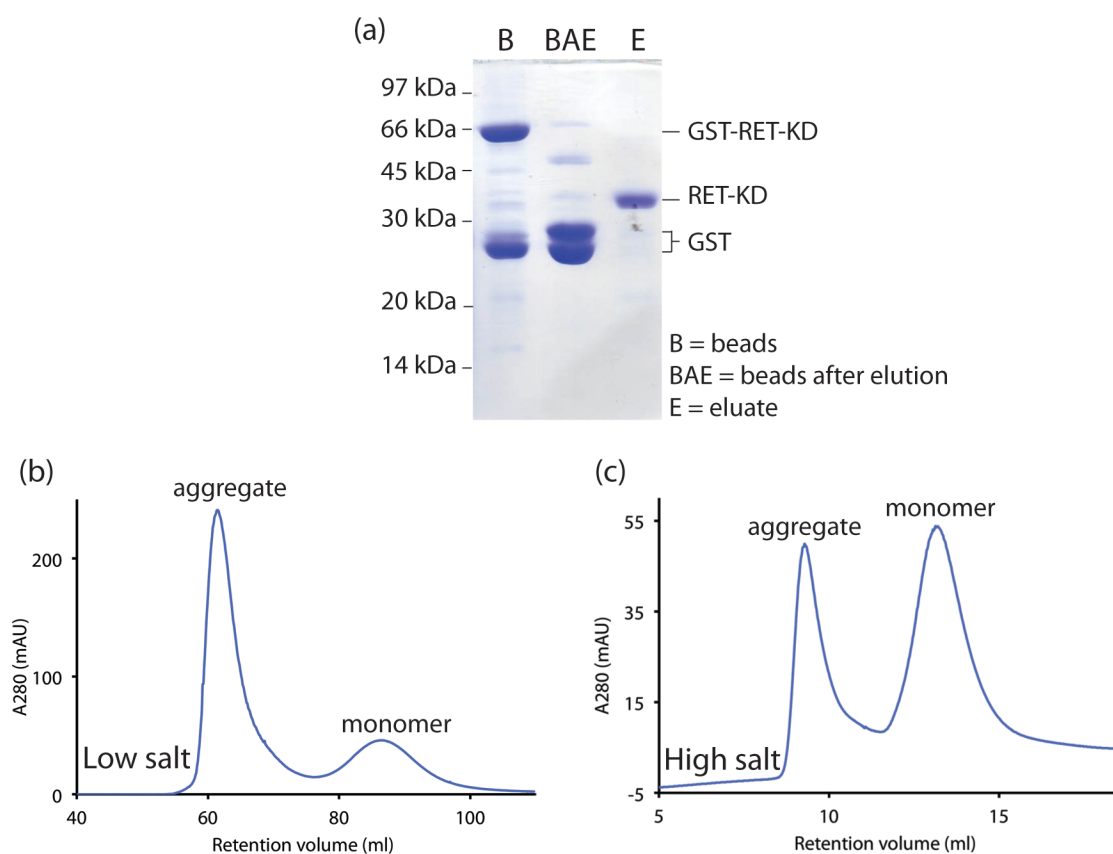 (a)
B BAE E
97 kDa
66 kDa
45 kDa
30 kDa
20 kDa
14 kDa
GST-RET-KD
RET-KD
GST
B = beads
BAE = beads after elution
E = eluate
(b)
aggregate
monomer
Low salt
A280 (mAU)
200
100
0
40 60 80 100
Retention volume (ml)
(c)
aggregate
monomer
High salt
A280 (mAU)
55
35
15
-5
5 10 15
Retention volume (ml)